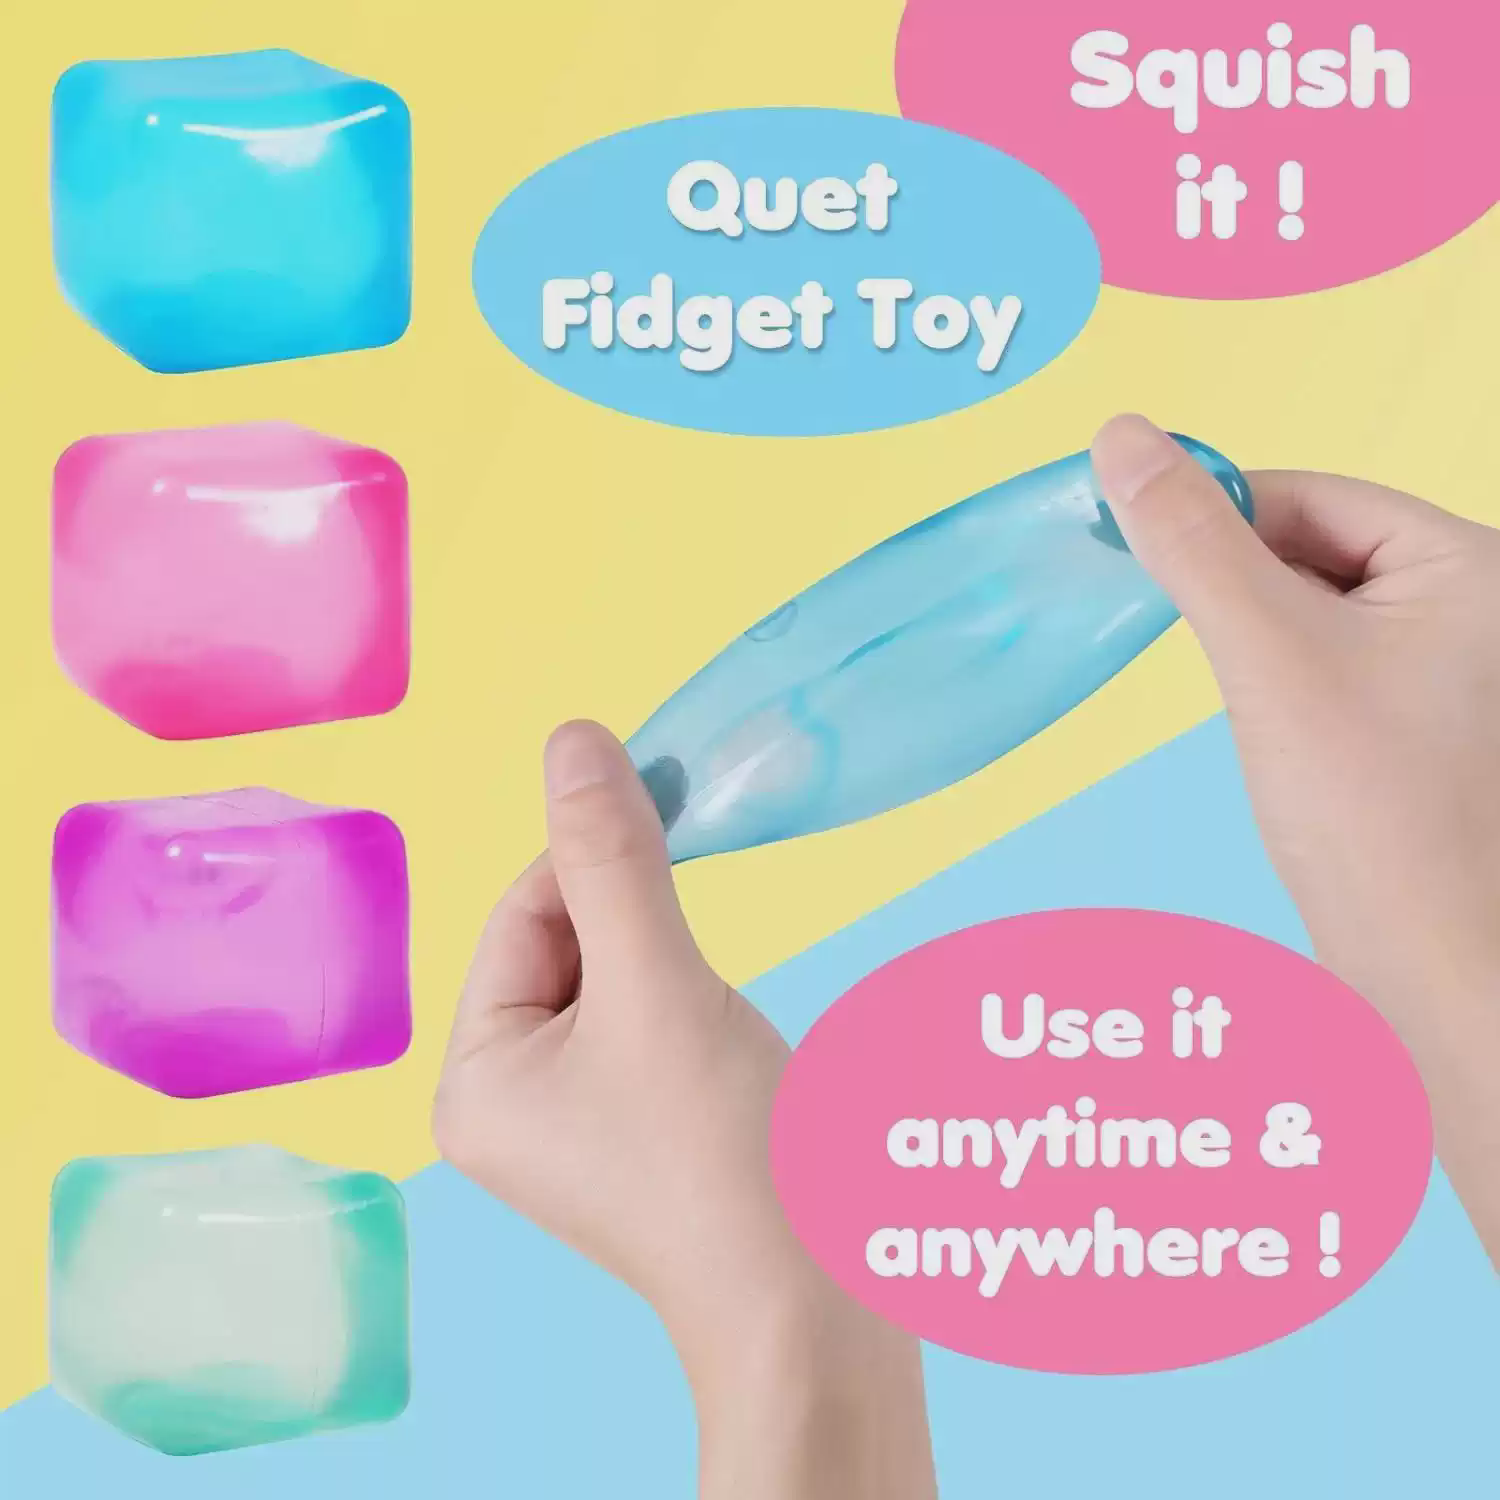 Squish
it !
Quet
Fidget Toy
Use it
anytime &
anywhere !